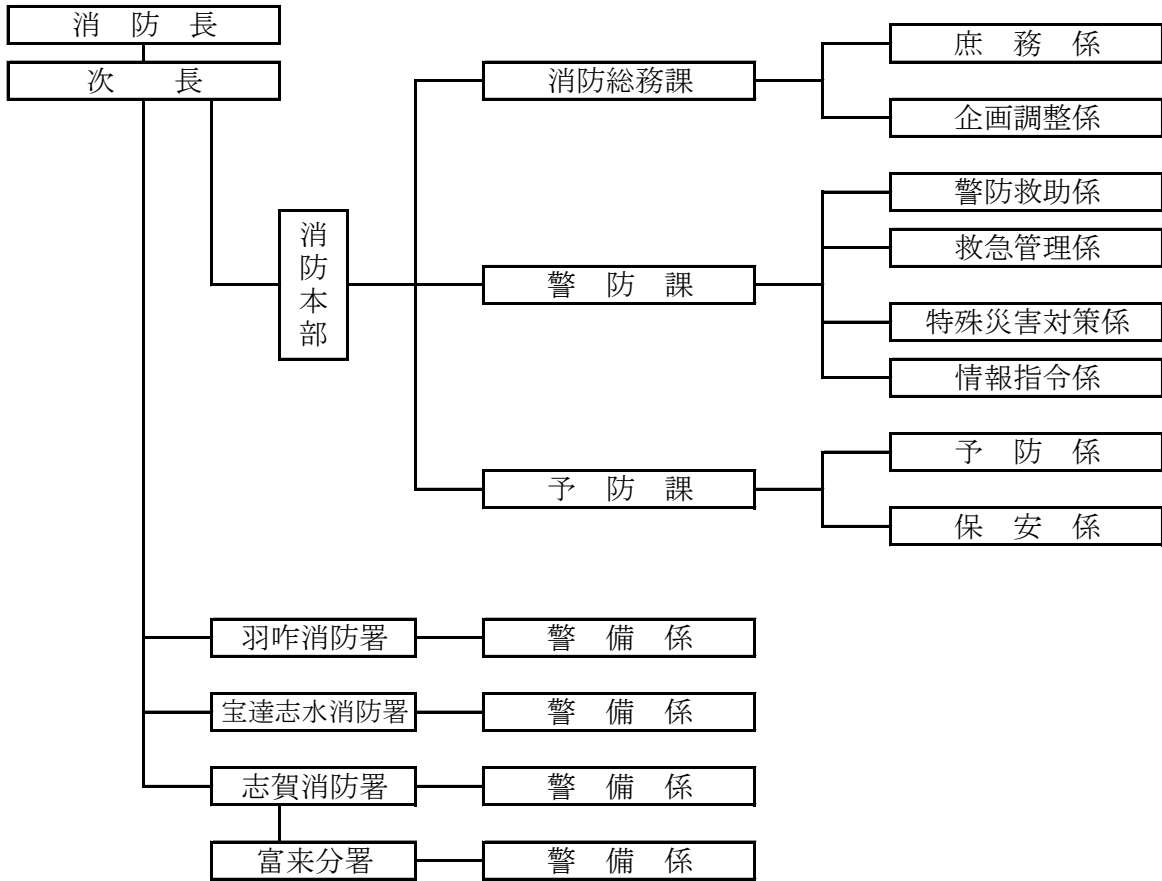 消　防　長
次　　長
消防本部
消防総務課
庶　務　係
企画調整係
警　防　課
警防救助係
救急管理係
特殊災害対策係
情報指令係
予　防　課
予　防　係
保　安　係
羽咋消防署
警　備　係
宝達志水消防署
警　備　係
志賀消防署
警　備　係
富来分署
警　備　係